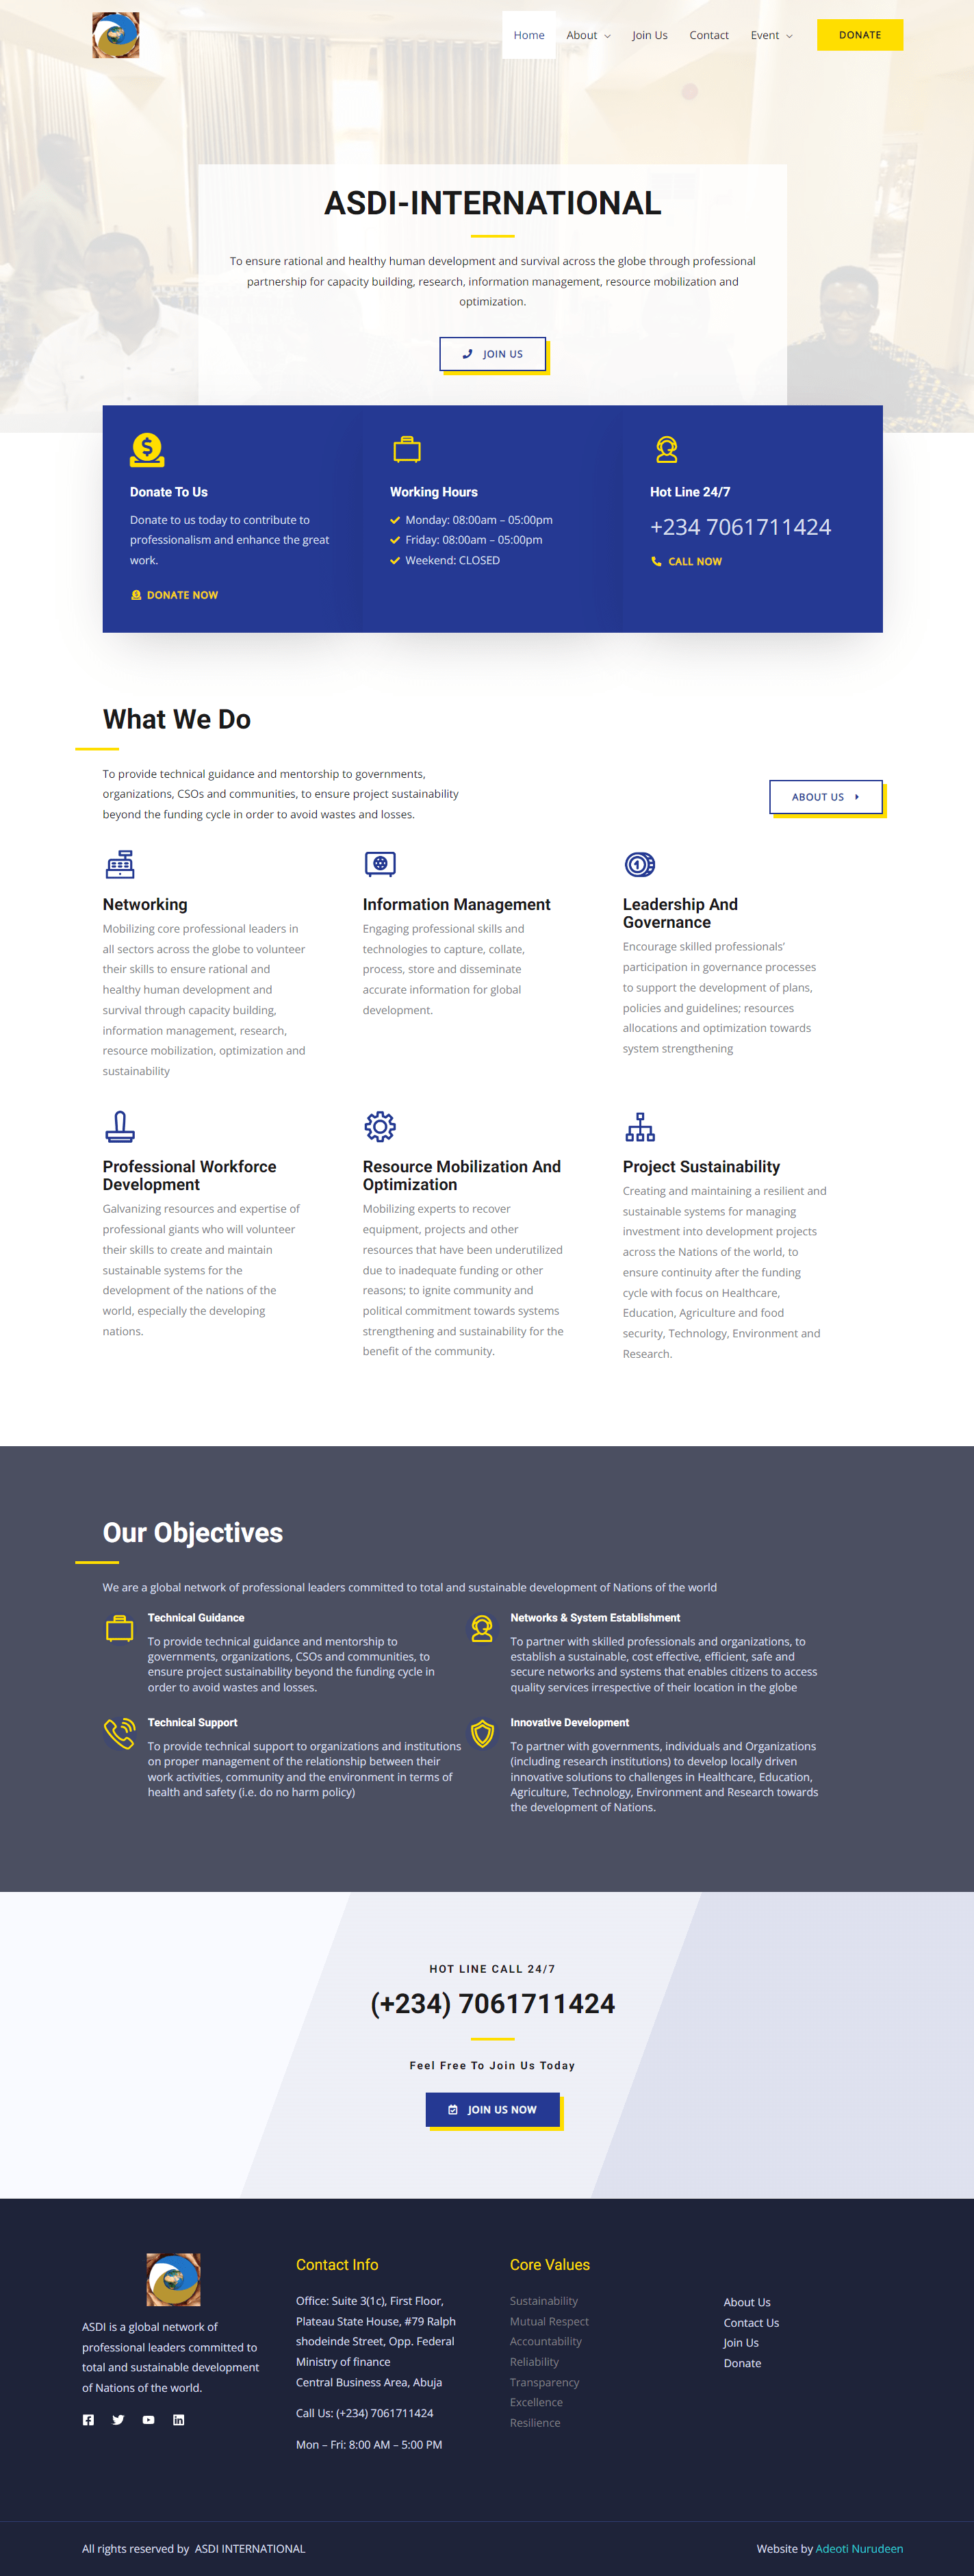 Home
About
Join Us
Contact
Event
DONATE
ASDI-INTERNATIONAL
To ensure rational and healthy human development and survival across the globe through professional
partnership for capacity building, research, information management, resource mobilization and
optimization.
JOIN US
Donate To Us
Donate to us today to contribute to
professionalism and enhance the great
work.
DONATE NOW
Working Hours
Monday: 08:00am – 05:00pm
Friday: 08:00am – 05:00pm
Weekend: CLOSED
Hot Line 24/7
+234 7061711424
CALL NOW
What We Do
To provide technical guidance and mentorship to governments,
organizations, CSOs and communities, to ensure project sustainability
beyond the funding cycle in order to avoid wastes and losses.
ABOUT US
Networking
Mobilizing core professional leaders in
all sectors across the globe to volunteer
their skills to ensure rational and
healthy human development and
survival through capacity building,
information management, research,
resource mobilization, optimization and
sustainability
Information Management
Engaging professional skills and
technologies to capture, collate,
process, store and disseminate
accurate information for global
development.
Leadership And
Governance
Encourage skilled professionals'
participation in governance processes
to support the development of plans,
policies and guidelines; resources
allocations and optimization towards
system strengthening
Professional Workforce
Development
Galvanizing resources and expertise of
professional giants who will volunteer
their skills to create and maintain
sustainable systems for the
development of the nations of the
world, especially the developing
nations.
Resource Mobilization And
Optimization
Mobilizing experts to recover
equipment, projects and other
resources that have been underutilized
due to inadequate funding or other
reasons; to ignite community and
political commitment towards systems
strengthening and sustainability for the
benefit of the community.
Project Sustainability
Creating and maintaining a resilient and
sustainable systems for managing
investment into development projects
across the Nations of the world, to
ensure continuity after the funding
cycle with focus on Healthcare,
Education, Agriculture and food
security, Technology, Environment and
Research.
Our Objectives
We are a global network of professional leaders committed to total and sustainable development of Nations of the world
Technical Guidance
To provide technical guidance and mentorship to
governments, organizations, CSOs and communities, to
ensure project sustainability beyond the funding cycle in
order to avoid wastes and losses.
Networks & System Establishment
To partner with skilled professionals and organizations, to
establish a sustainable, cost effective, efficient, safe and
secure networks and systems that enables citizens to access
quality services irrespective of their location in the globe
Technical Support
To provide technical support to organizations and institutions
on proper management of the relationship between their
work activities, community and the environment in terms of
health and safety (i.e. do no harm policy)
Innovative Development
To partner with governments, individuals and Organizations
(including research institutions) to develop locally driven
innovative solutions to challenges in Healthcare, Education,
Agriculture, Technology, Environment and Research towards
the development of Nations.
HOT LINE CALL 24/7
(+234) 7061711424
Feel Free To Join Us Today
JOIN US NOW
ASDI is a global network of
professional leaders committed to
total and sustainable development
of Nations of the world.
Contact Info
Office: Suite 3(1c), First Floor,
Plateau State House, #79 Ralph
shodeinde Street, Opp. Federal
Ministry of finance
Central Business Area, Abuja
Call Us: (+234) 7061711424
Mon – Fri: 8:00 AM – 5:00 PM
Core Values
Sustainability
Mutual Respect
Accountability
Reliability
Transparency
Excellence
Resilience
About Us
Contact Us
Join Us
Donate
All rights reserved by ASDI INTERNATIONAL
Website by Adeoti Nurudeen